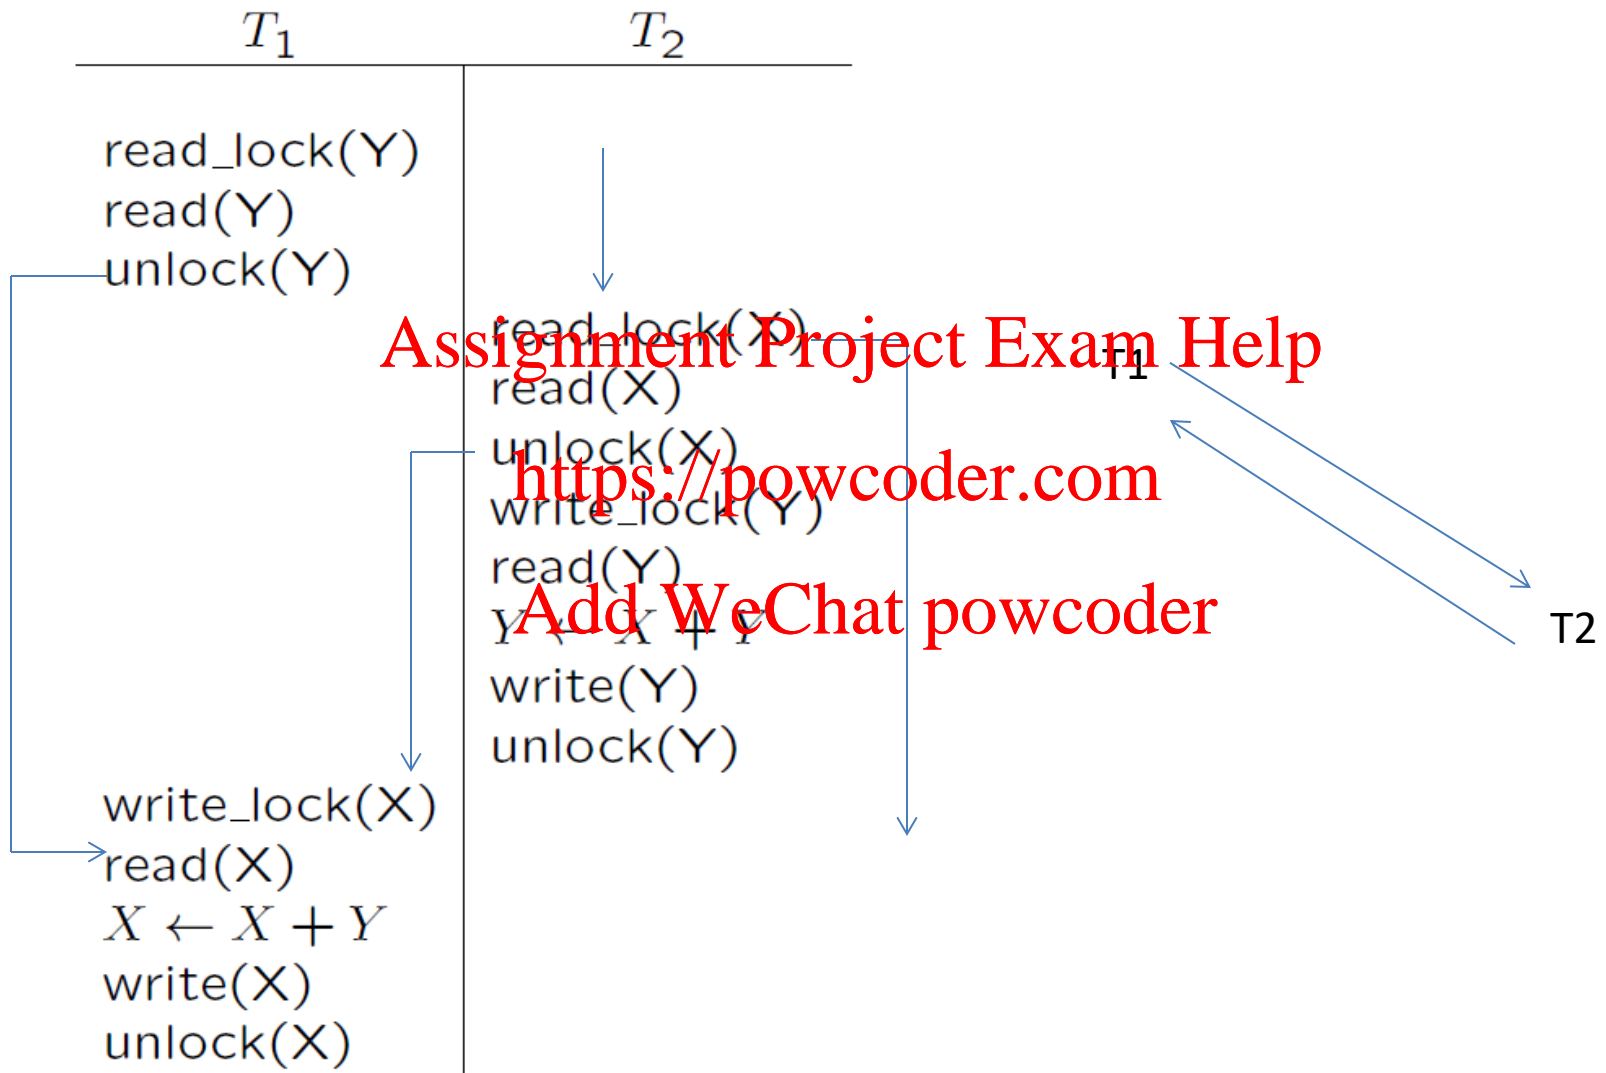 T1 T2
read_lock(Y)
read(Y)
unlock(Y)
read_lock(X)
Assignment Project Exam Help
T1
read(X)
unlock(X)
https://powcoder.com
write_lock(Y)
read(Y)
Add WeChat powcoder
Y ← X + Y
T2
write(Y)
unlock(Y)
write_lock(X)
read(X)
X ← X + Y
write(X)
unlock(X)